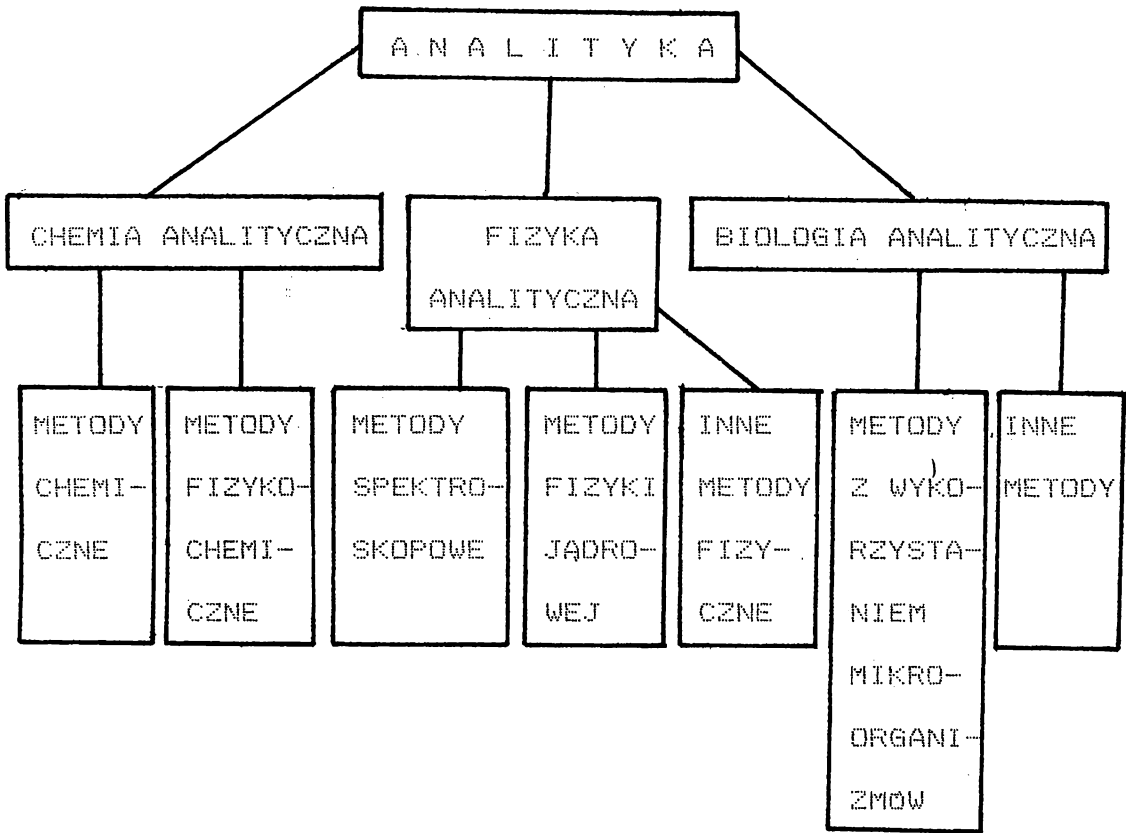 A N A L I T Y K A
CHEMIA ANALITYCZNA
FIZYKA
ANALITYCZNA
BIOLOGIA ANALITYCZNA
METODY
CHEMI-
CZNE
METODY
FIZYKO-
CHEMI-
CZNE
METODY
SPEKTRO-
SKOPOWE
METODY
FIZYKI
JĄDRO-
WEJ
INNE
METODY
FIZY-
CZNE
METODY
Z WYKO-
RZYSTA-
NIEM
MIKRO-
ORGANI-
ZMÓW
INNE
METODY